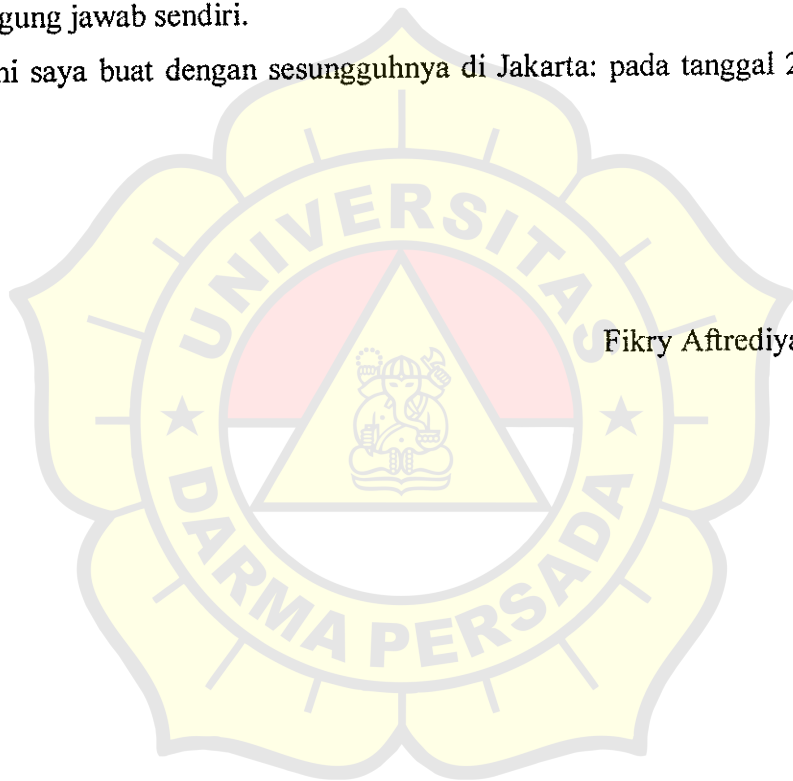 gung jawab sendiri.
ni saya buat dengan sesungguhnya di Jakarta: pada tanggal 2
UNIVERSITAS
Fikry Aftrediya
DARMA PERSADA